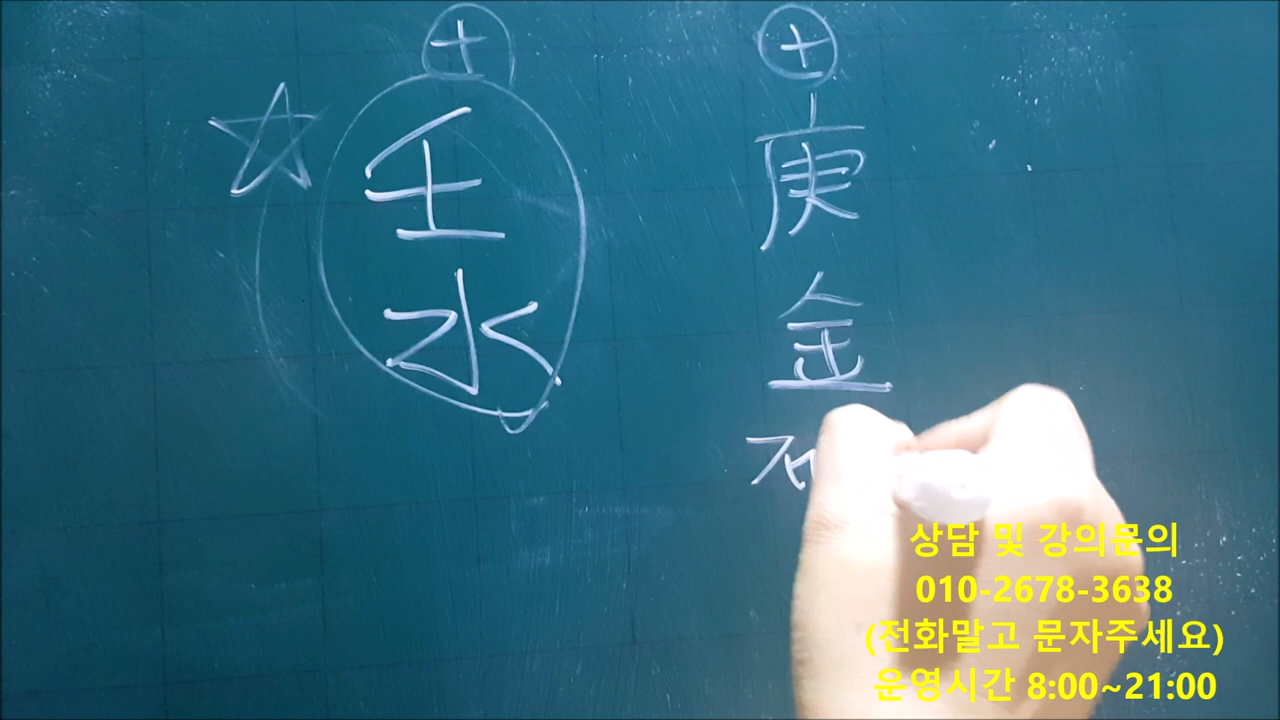 +
壬
水
+
庚
金
상담 및 강의문의
010-2678-3638
(전화말고 문자주세요)
운영시간 8:00~21:00